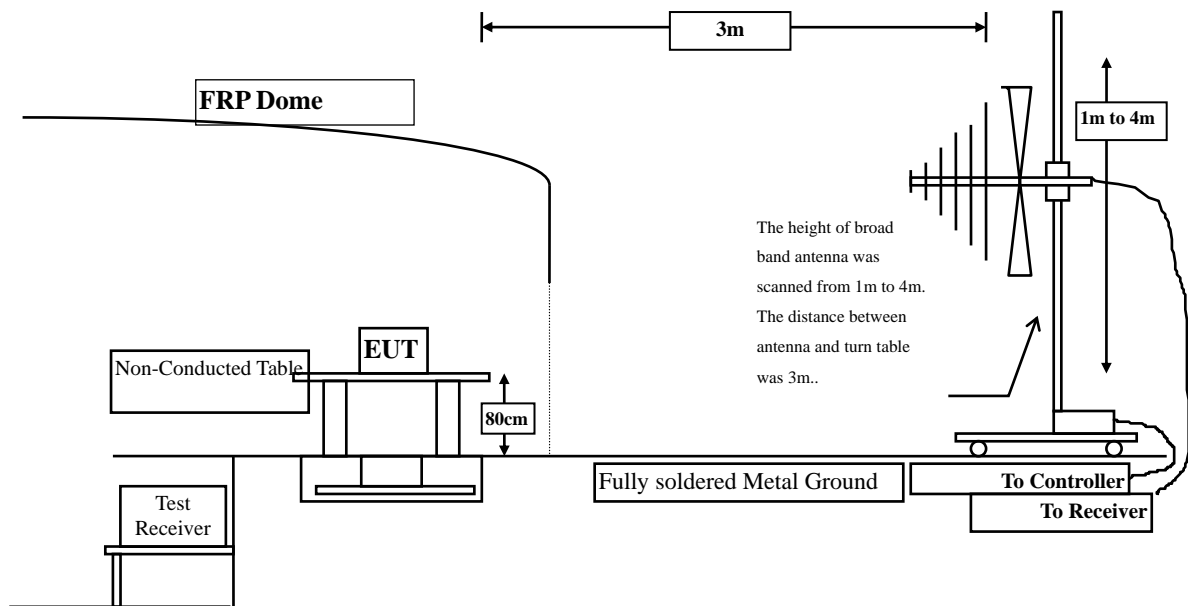 3m
FRP Dome
1m to 4m
The height of broad
band antenna was
scanned from 1m to 4m.
The distance between
antenna and turn table
was 3m..
EUT
Non-Conducted Table
80cm
Fully soldered Metal Ground
To Controller
To Receiver
Test
Receiver